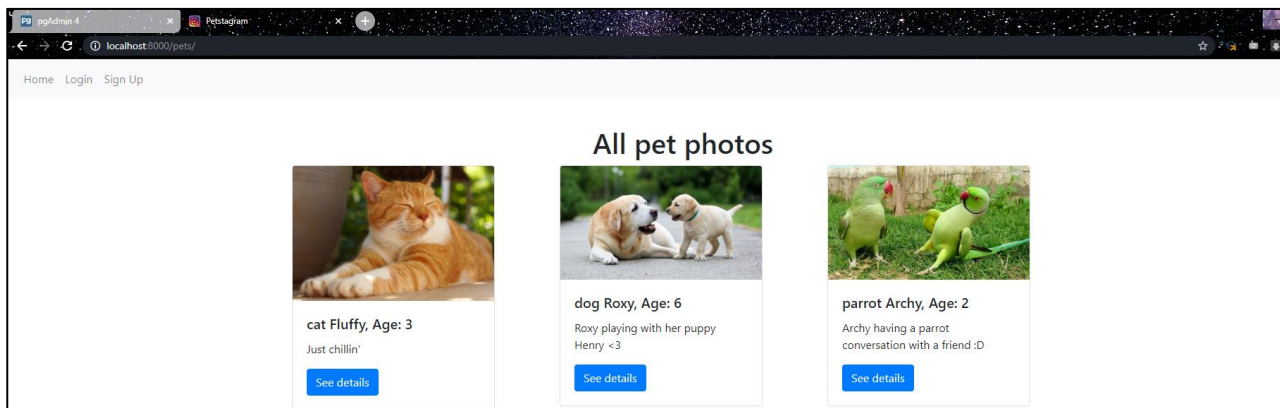 pgAdmin 4
Petstagram
localhost:8000/pets/
Home Login Sign Up
All pet photos
cat Fluffy, Age: 3
Just chillin'
See details
dog Roxy, Age: 6
Roxy playing with her puppy
Henry <3
See details
parrot Archy, Age: 2
Archy having a parrot
conversation with a friend :D
See details